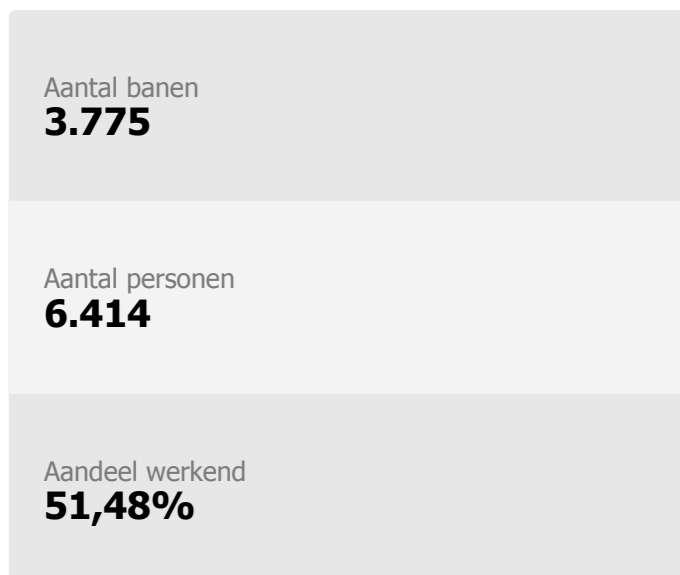 Aantal banen
3.775
Aantal personen
6.414
Aandeel werkend
51,48%